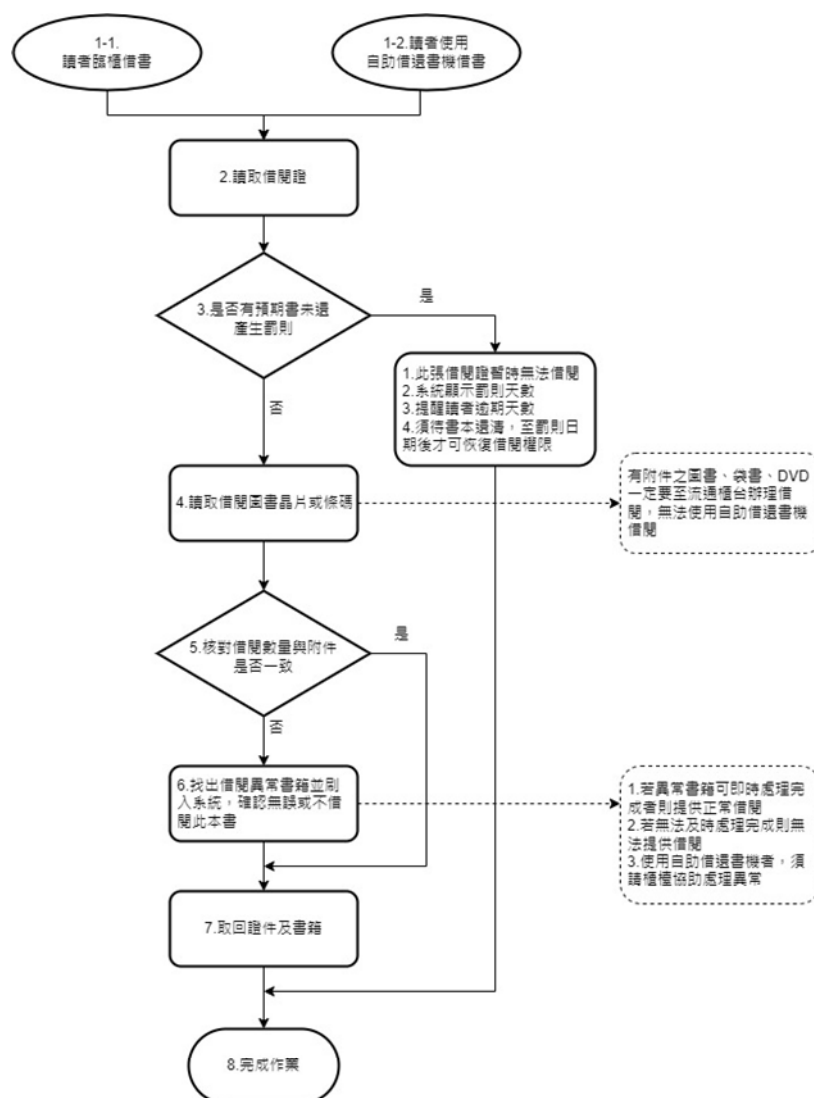 1-1.
讀者臨櫃借書
1-2.讀者使用
自助借還書機借書
2.讀取借閱證
3.是否有預期書未還
產生罰則
是
1.此張借閱證暫時無法借閱
2.系統顯示罰則天數
3.提醒讀者逾期天數
4.須待書本還清，至罰則日
期後才可恢復借閱權限
否
4.讀取借閱圖書晶片或條碼
有附件之圖書、袋書、DVD
一定要至流通櫃台辦理借
閱，無法使用自助借還書機
借閱
5.核對借閱數量與附件
是否一致
是
否
6.找出借閱異常書籍並刷
入系統，確認無誤或不借
閱此本書
1.若異常書籍可即時處理完
成者則提供正常借閱
2.若無法及時處理完成則無
法提供借閱
3.使用自助借還書機者，須
請櫃檯協助處理異常
7.取回證件及書籍
8.完成作業